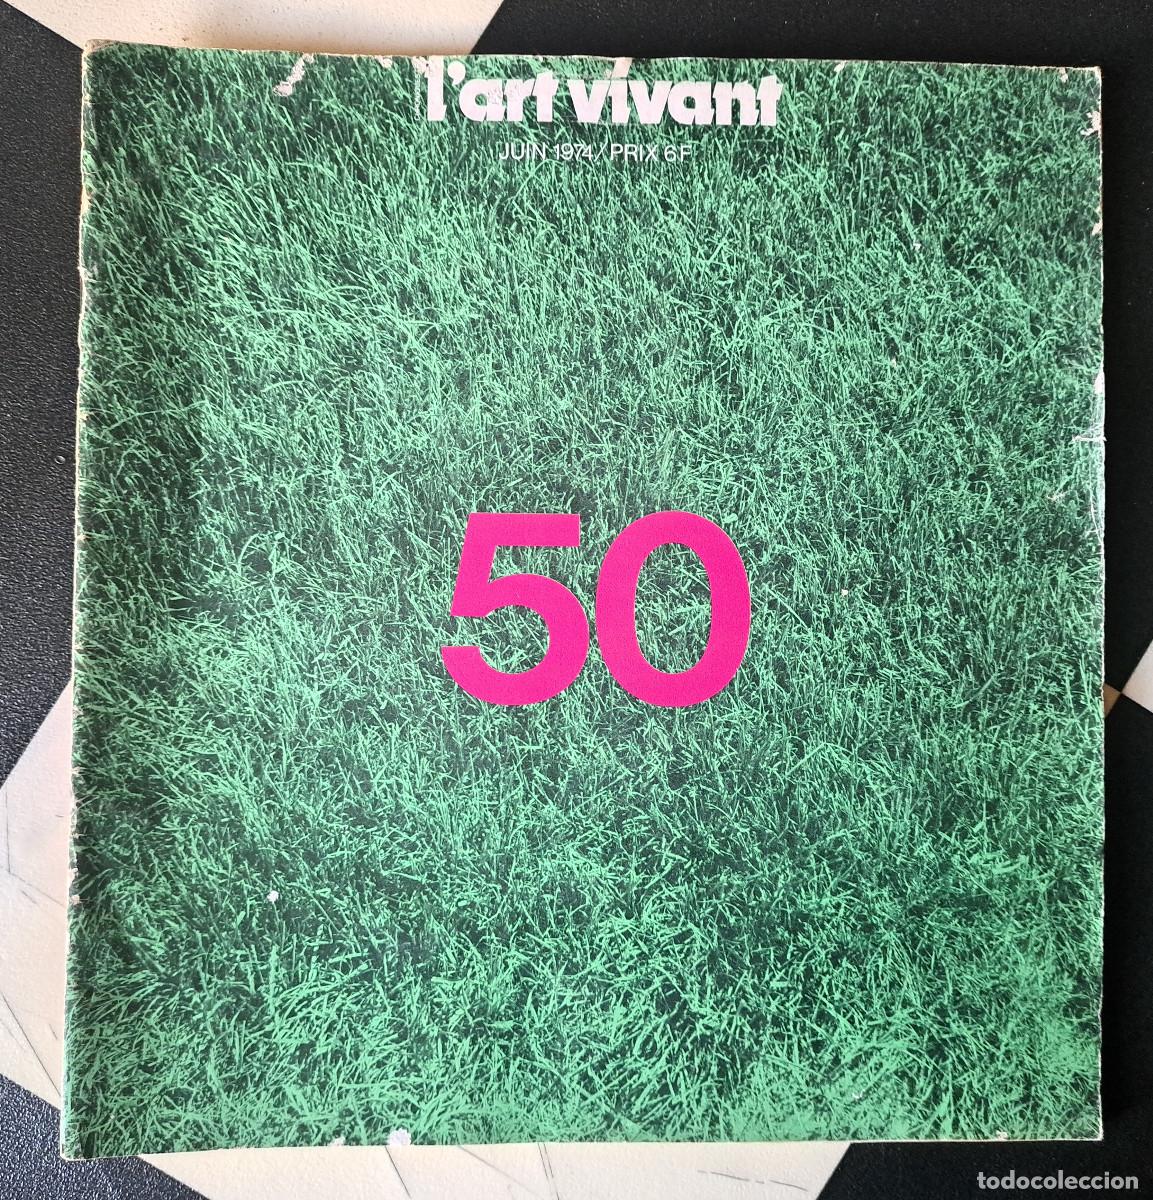 l'art vivant
JUIN 1974/PRIX 6F
50
todocoleccion